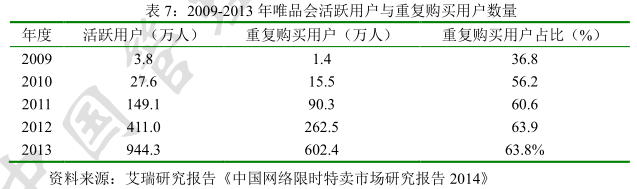 表 7：2009-2013 年唯品会活跃用户与重复购买用户数量
年度 活跃用户（万人） 重复购买用户（万人） 重复购买用户占比（%）
2009 3.8 1.4 36.8
2010 27.6 15.5 56.2
2011 149.1 90.3 60.6
2012 411.0 262.5 63.9
2013 944.3 602.4 63.8%
资料来源：艾瑞研究报告《中国网络限时特卖市场研究报告 2014》